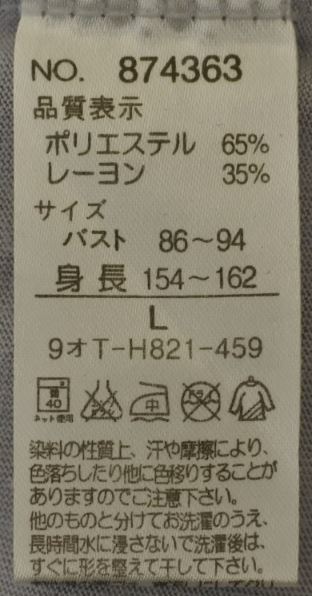 NO. 874363
品質表示
ポリエステル 65%
レーヨン 35%
サイズ
バスト 86～94
身長 154～162
L
9オT-H821-459
弱 40 中
ネット使用
染料の性質上、汗や摩擦により、
色落ちしたり他に色移りすることが
ありますのでご注意下さい。
他のものと分けてお洗濯のうえ、
長時間水に浸さないで洗濯後は、
すぐに形を整えて干して下さい。